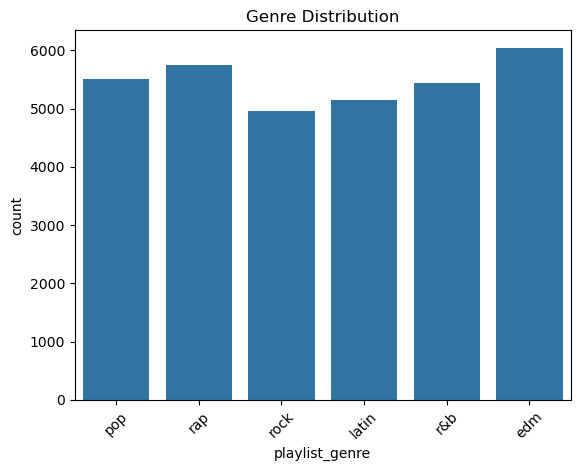 Genre Distribution
6000
5000
4000
3000
2000
1000
0
count
pop
rap
rock
latin
r&b
edm
playlist_genre